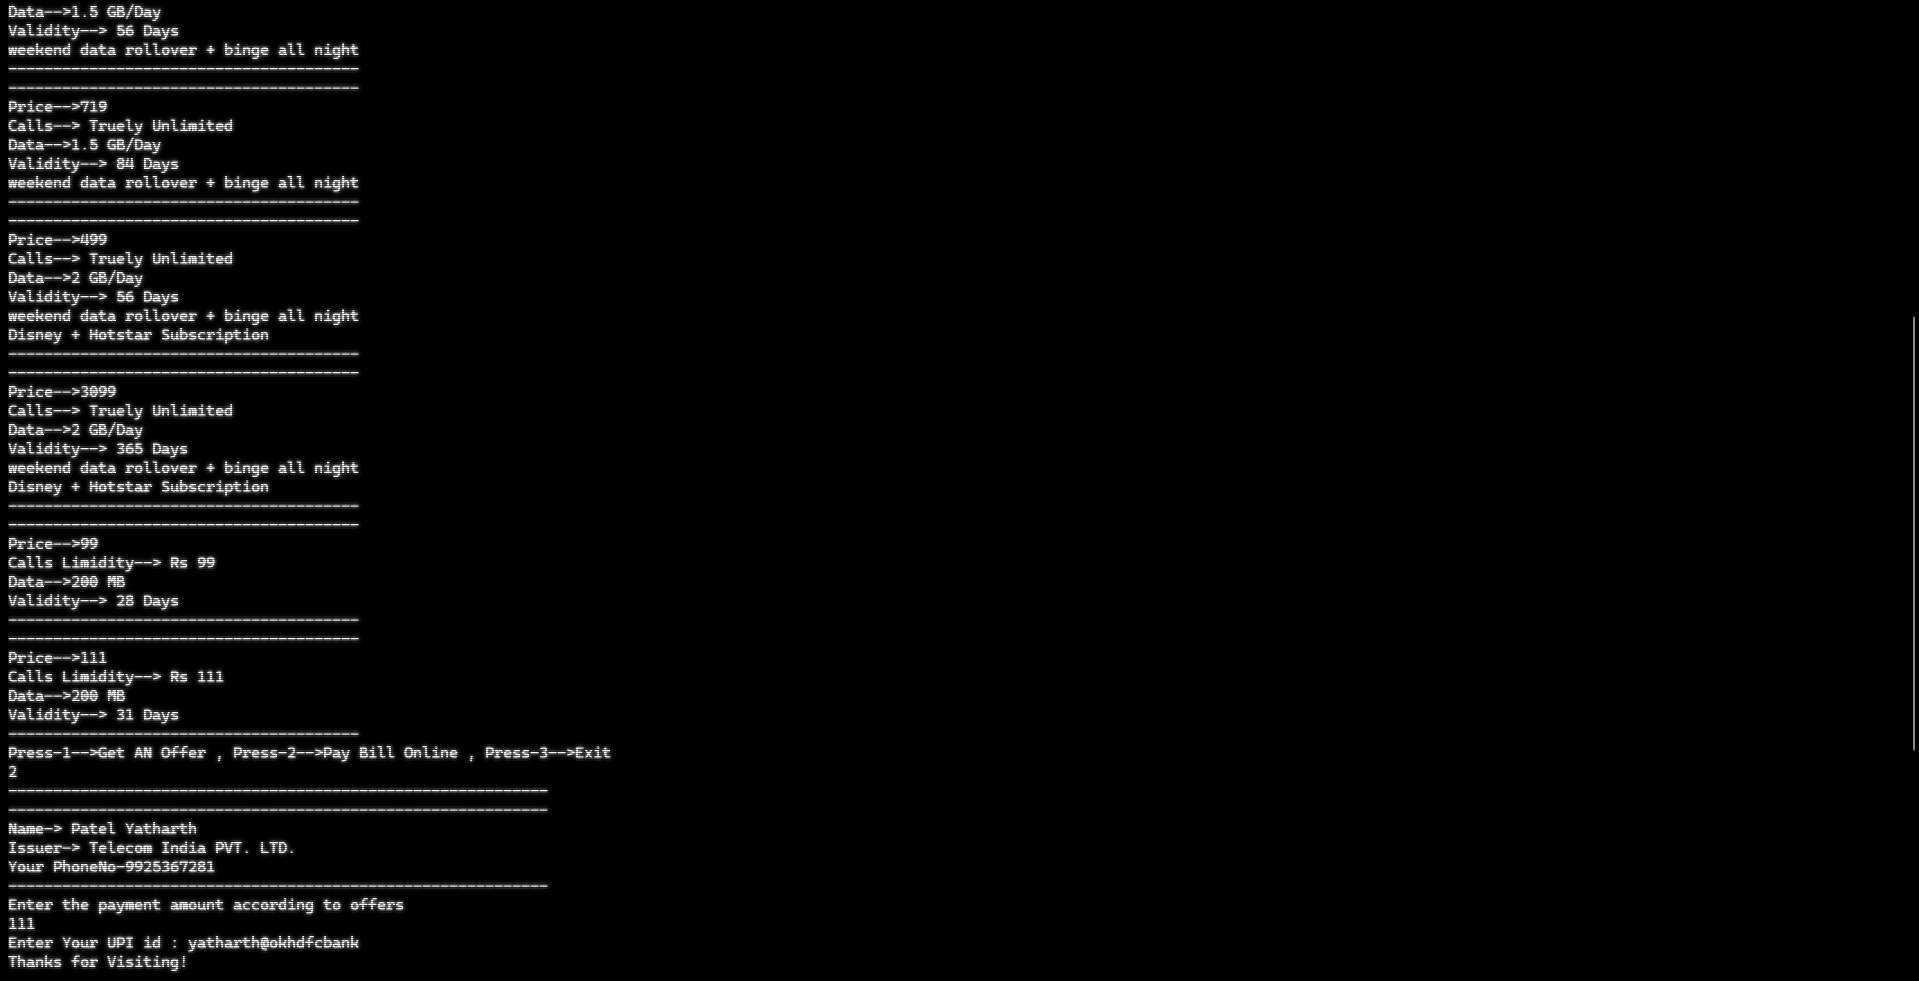 Data-->1.5 GB/Day
Validity--> 56 Days
weekend data rollover + binge all night
---------------------------------------
---------------------------------------
Price-->719
Calls--> Truely Unlimited
Data-->1.5 GB/Day
Validity--> 84 Days
weekend data rollover + binge all night
---------------------------------------
---------------------------------------
Price-->499
Calls--> Truely Unlimited
Data-->2 GB/Day
Validity--> 56 Days
weekend data rollover + binge all night
Disney + Hotstar Subscription
---------------------------------------
---------------------------------------
Price-->3099
Calls--> Truely Unlimited
Data-->2 GB/Day
Validity--> 365 Days
weekend data rollover + binge all night
Disney + Hotstar Subscription
---------------------------------------
---------------------------------------
Price-->99
Calls Limidity--> Rs 99
Data-->200 MB
Validity--> 28 Days
---------------------------------------
---------------------------------------
Price-->111
Calls Limidity--> Rs 111
Data-->200 MB
Validity--> 31 Days
---------------------------------------
Press-1-->Get AN Offer , Press-2-->Pay Bill Online , Press-3-->Exit
2
------------------------------------------------------------
------------------------------------------------------------
Name-> Patel Yatharth
Issuer-> Telecom India PVT. LTD.
Your PhoneNo-9925367281
------------------------------------------------------------
Enter the payment amount according to offers
111
Enter Your UPI id : yatharth@okhdfcbank
Thanks for Visiting!